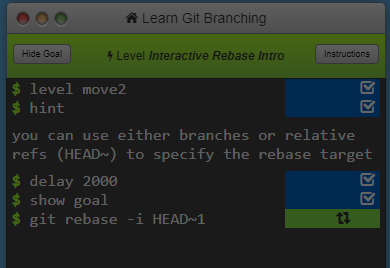 Learn Git Branching
Hide Goal
Level Interactive Rebase Intro
Instructions
$ level move2
$ hint
you can use either branches or relative
refs (HEAD~) to specify the rebase target
$ delay 2000
$ show goal
$ git rebase -i HEAD~1